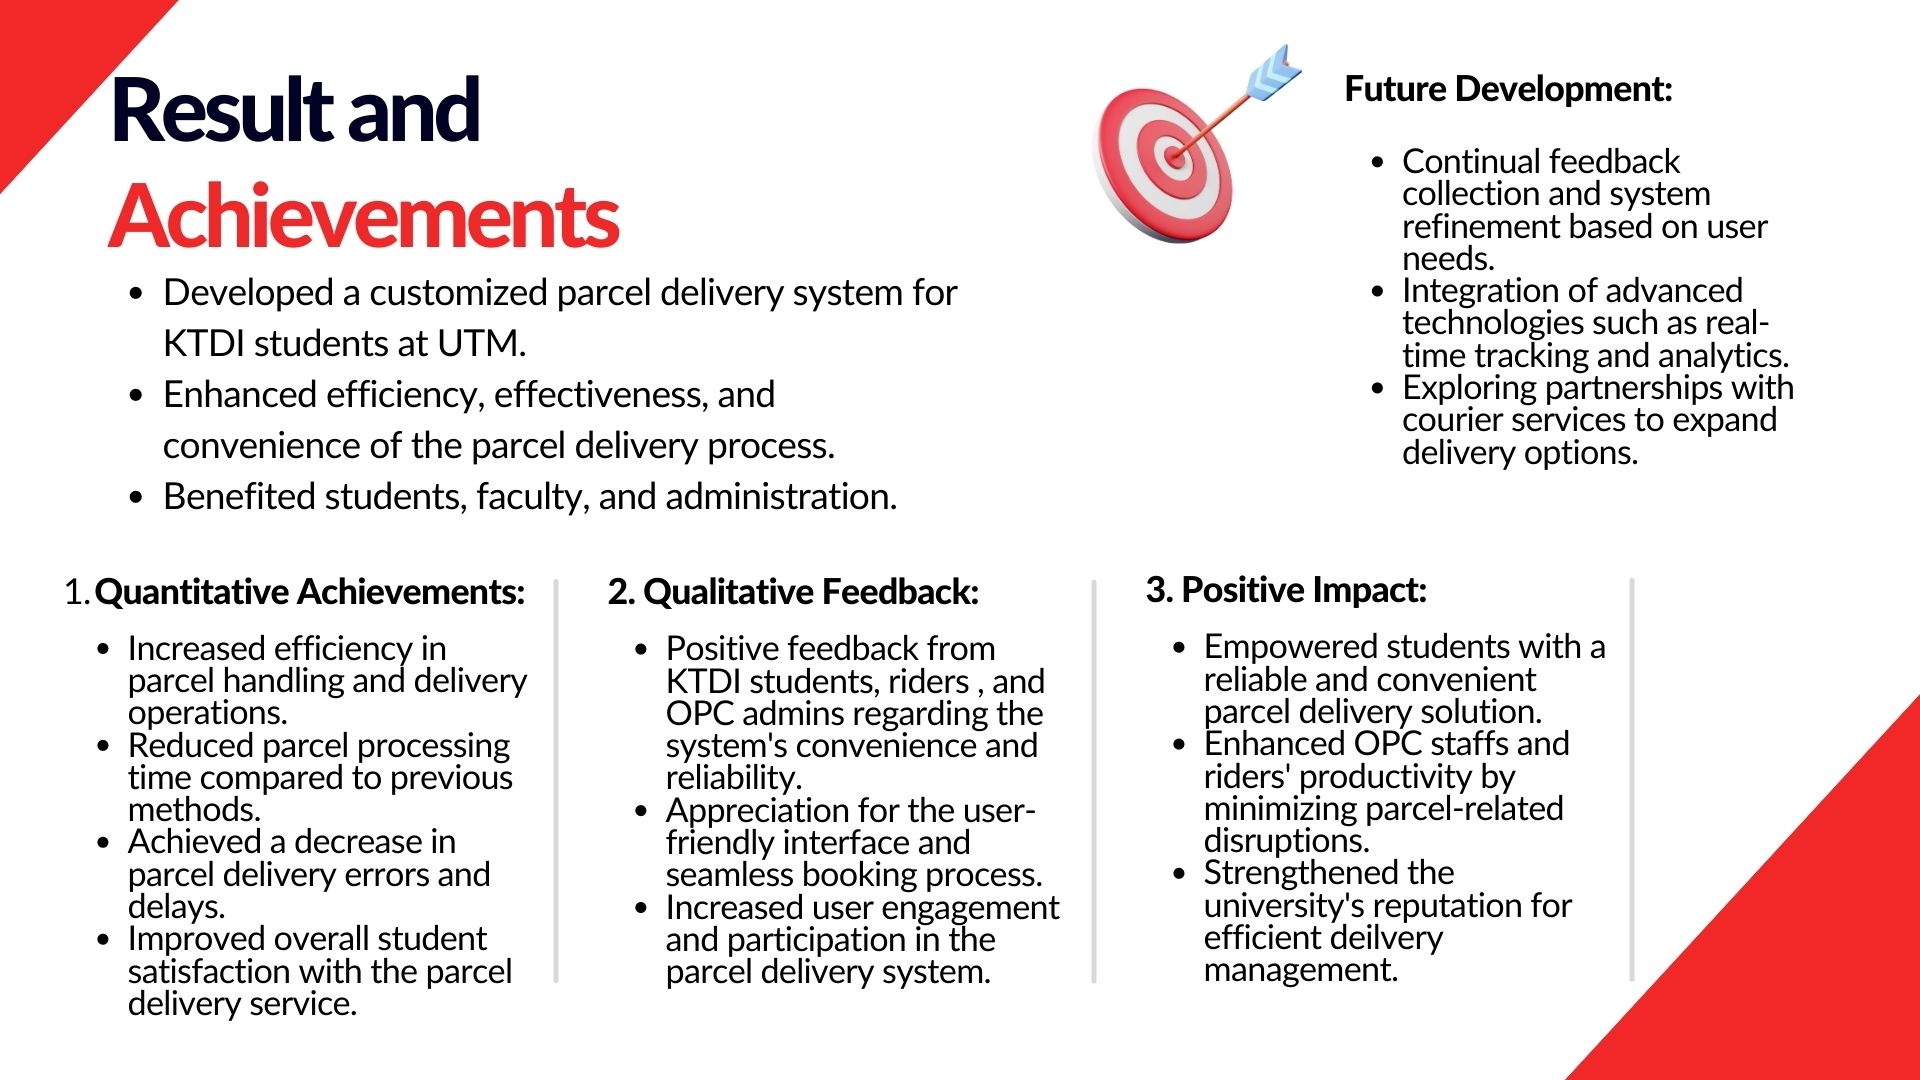 Result and
Achievements
• Developed a customized parcel delivery system for
KTDI students at UTM.
• Enhanced efficiency, effectiveness, and
convenience of the parcel delivery process.
• Benefited students, faculty, and administration.
Future Development:
• Continual feedback
collection and system
refinement based on user
needs.
• Integration of advanced
technologies such as real-
time tracking and analytics.
• Exploring partnerships with
courier services to expand
delivery options.
1. Quantitative Achievements:
• Increased efficiency in
parcel handling and delivery
operations.
• Reduced parcel processing
time compared to previous
methods.
• Achieved a decrease in
parcel delivery errors and
delays.
• Improved overall student
satisfaction with the parcel
delivery service.
2. Qualitative Feedback:
• Positive feedback from
KTDI students, riders , and
OPC admins regarding the
system's convenience and
reliability.
• Appreciation for the user-
friendly interface and
seamless booking process.
• Increased user engagement
and participation in the
parcel delivery system.
3. Positive Impact:
• Empowered students with a
reliable and convenient
parcel delivery solution.
• Enhanced OPC staffs and
riders' productivity by
minimizing parcel-related
disruptions.
• Strengthened the
university's reputation for
efficient deilvery
management.